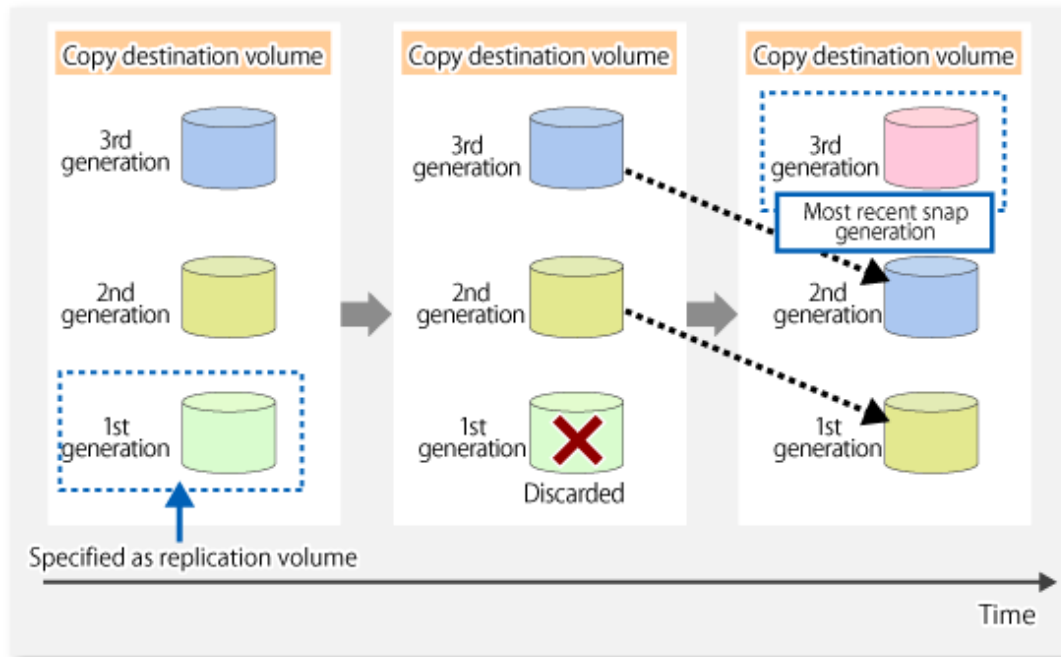 Copy destination volume
3rd
generation
2nd
generation
1st
generation
Specified as replication volume
Copy destination volume
3rd
generation
2nd
generation
1st
generation
Discarded
Copy destination volume
3rd
generation
Most recent snap
generation
2nd
generation
1st
generation
Time